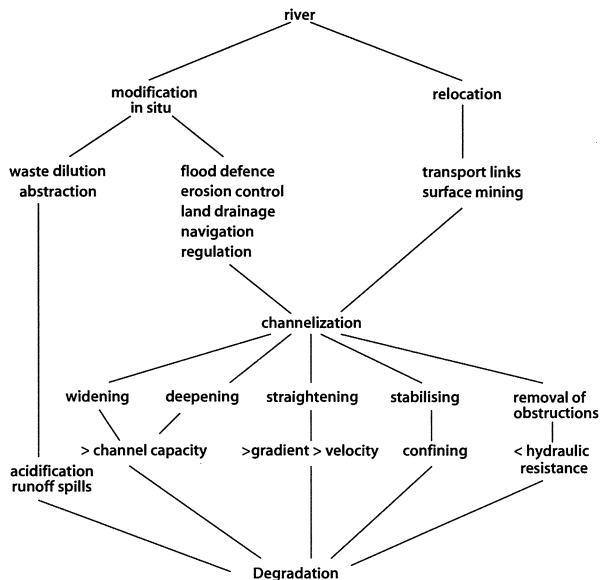 river
modification
in situ
relocation
waste dilution
abstraction
flood defence
erosion control
land drainage
navigation
regulation
transport links
surface mining
channelization
widening
deepening
straightening
stabilising
removal of
obstructions
> channel capacity
>gradient > velocity
confining
< hydraulic
resistance
acidification
runoff spills
Degradation